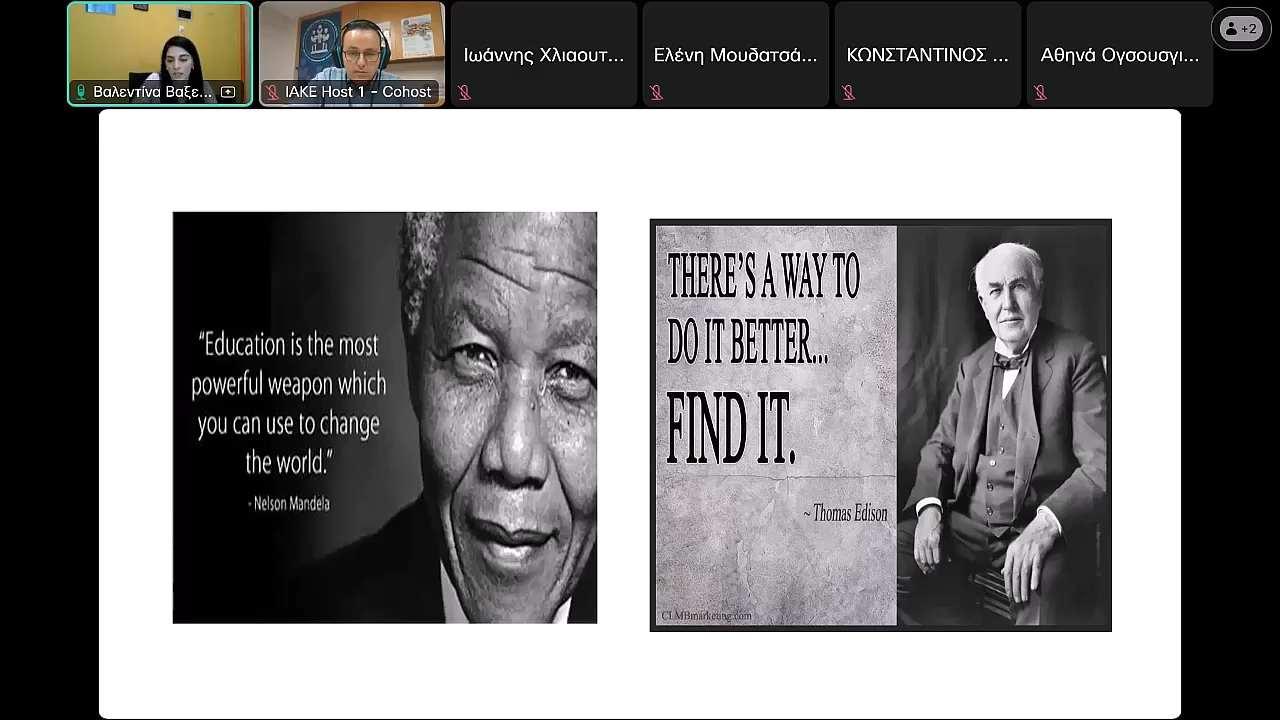 Βαλεντίνα Βαξε...
IAKE Host 1 - Cohost
Ιωάννης Χλιαουτ...
Ελένη Μουδατσά...
ΚΩΝΣΤΑΝΤΙΝΟΣ ...
Αθηνά Ογσουσγι...
+2
“Education is the most
powerful weapon which
you can use to change
the world.”
- Nelson Mandela
THERE’S A WAY TO
DO IT BETTER...
FIND IT.
~ Thomas Edison
CLMBmarketing.com